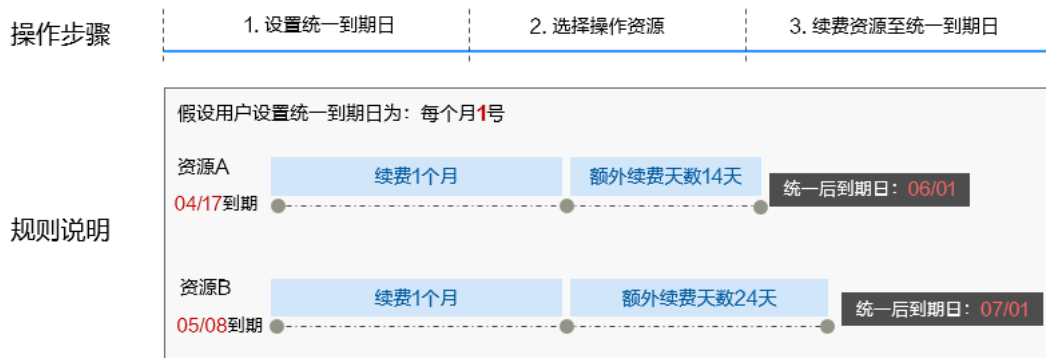 操作步骤
1. 设置统一到期日
2. 选择操作资源
3. 续费资源至统一到期日
规则说明
假设用户设置统一到期日为：每个月1号
资源A
续费1个月
额外续费天数14天
04/17到期
统一后到期日：06/01
资源B
续费1个月
额外续费天数24天
05/08到期
统一后到期日：07/01